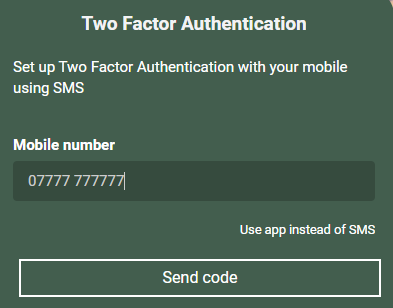 Two Factor Authentication
Set up Two Factor Authentication with your mobile
using SMS
Mobile number
07777 777777
Use app instead of SMS
Send code